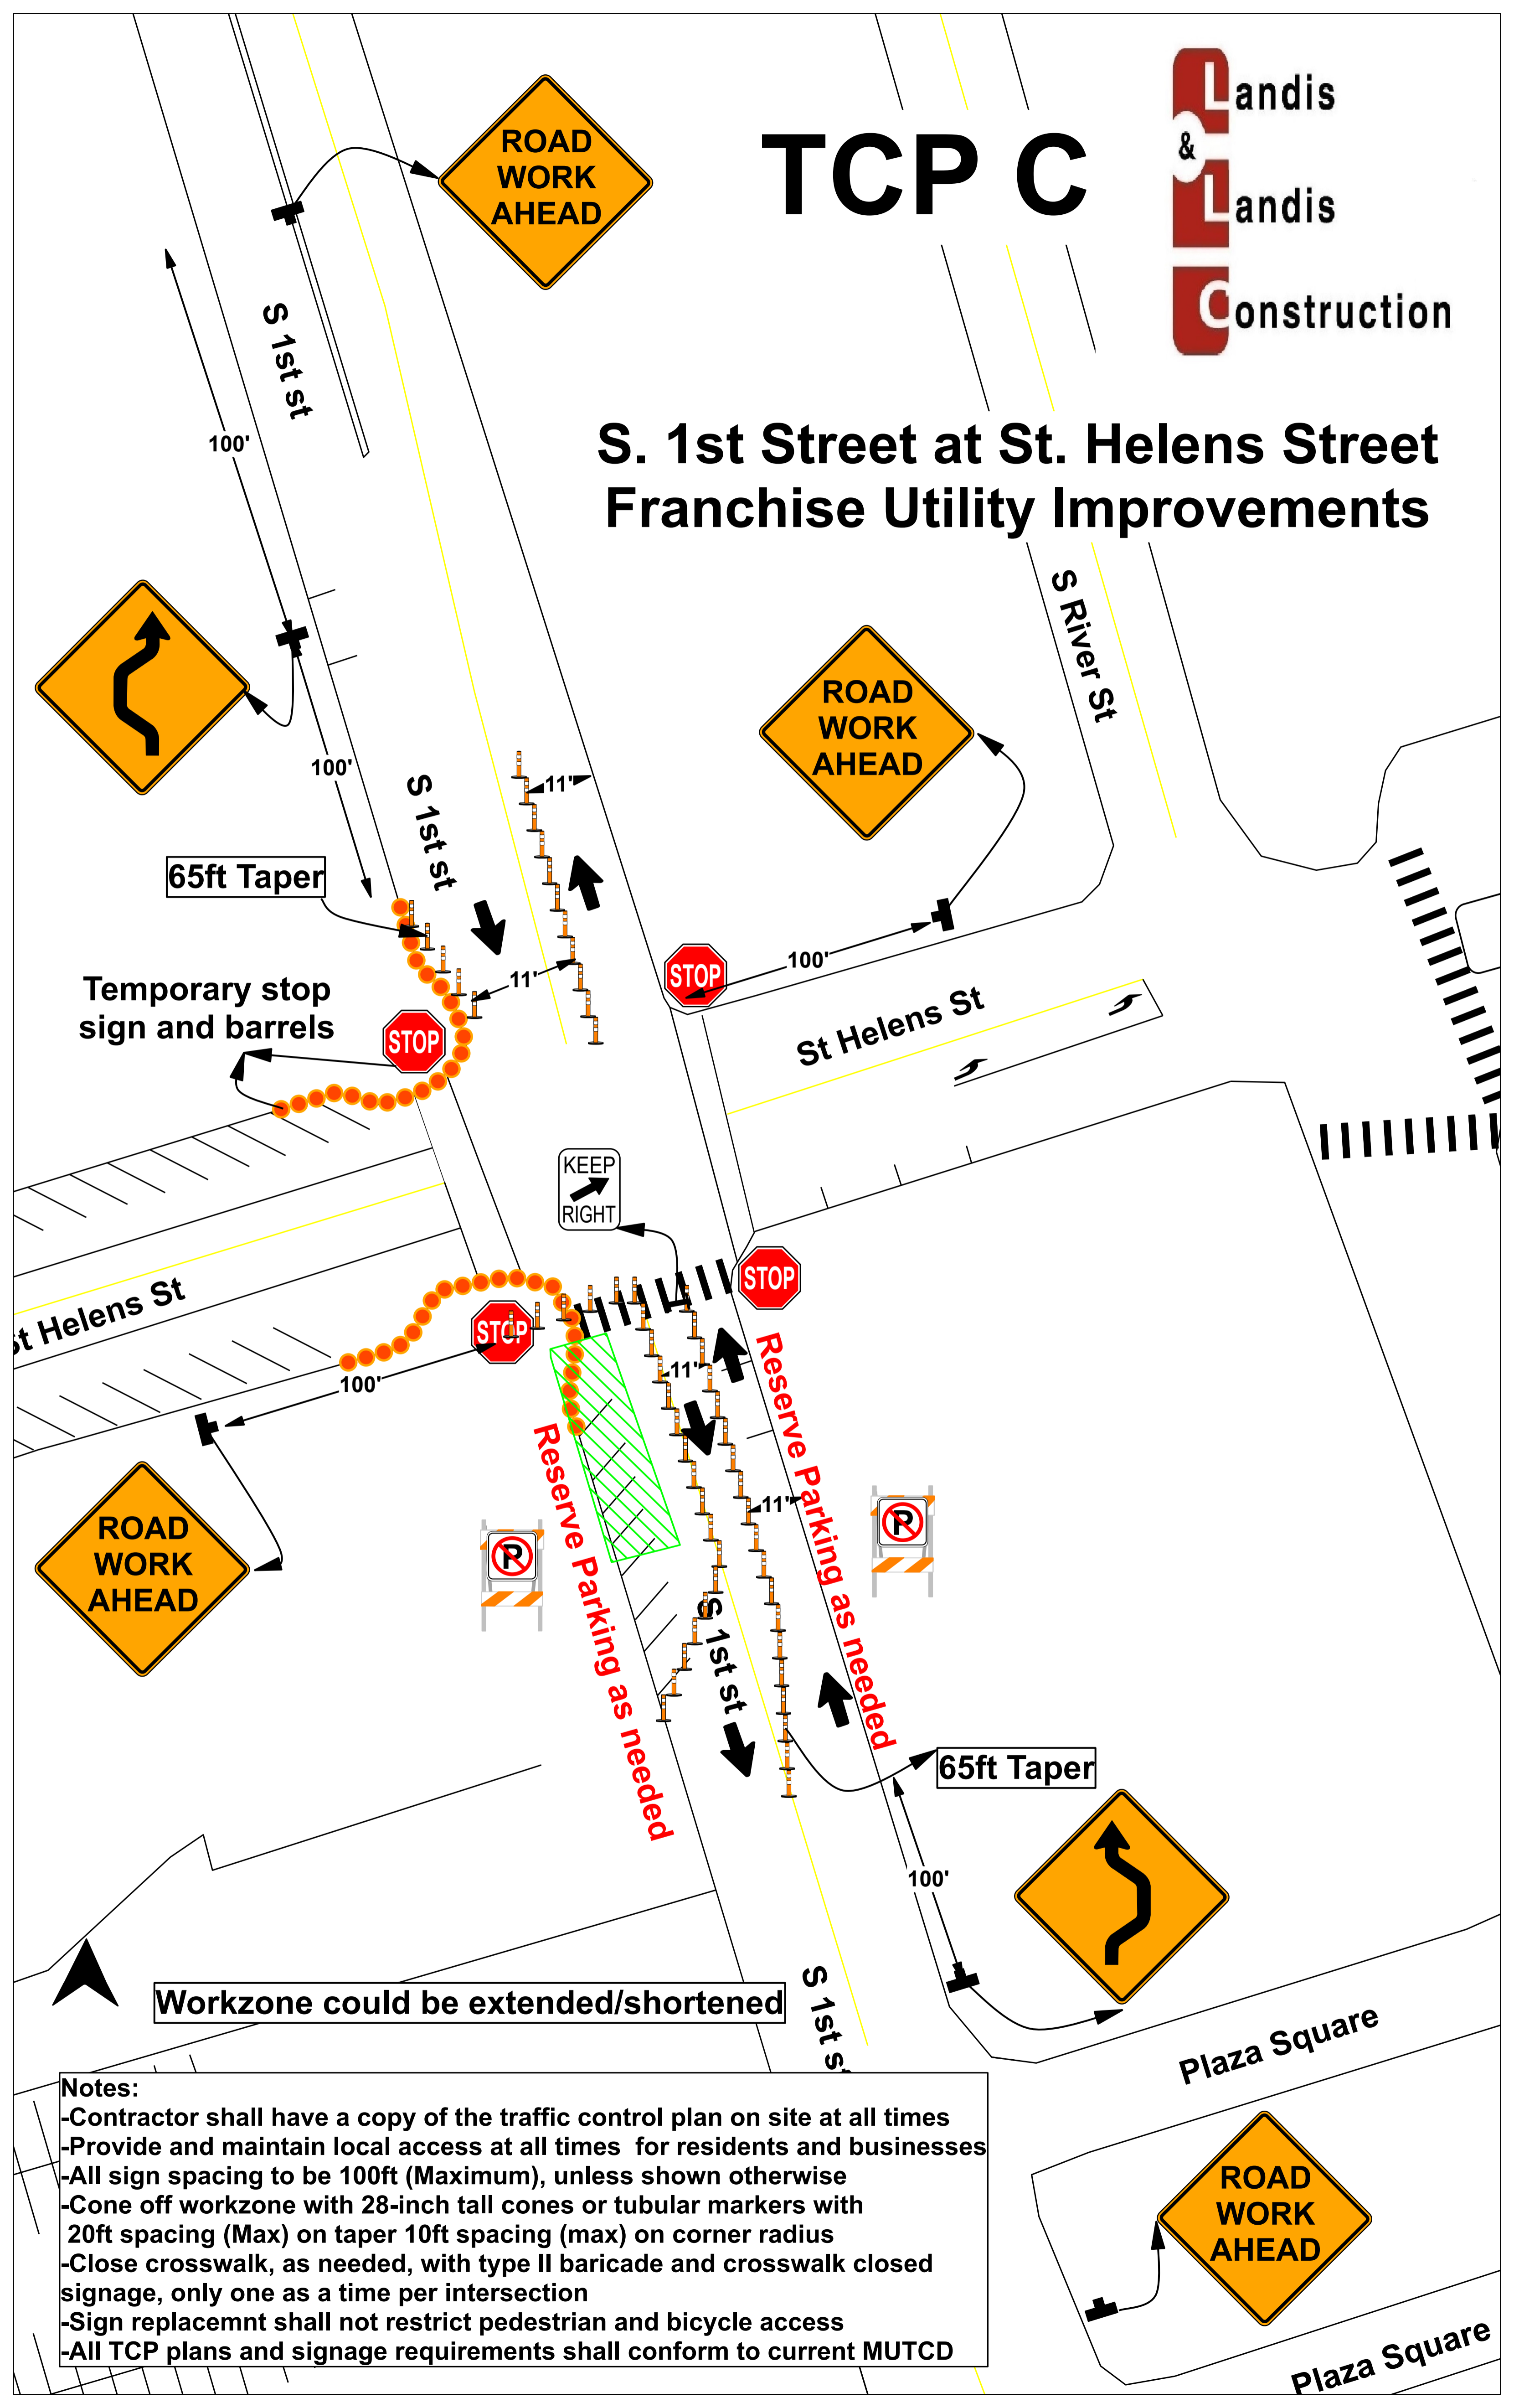 ROAD
WORK
AHEAD
TCP C
Landis
&
Landis
Construction
S 1st st
100'
S. 1st Street at St. Helens Street
Franchise Utility Improvements
S River St
ROAD
WORK
AHEAD
100'
S 1st st
11'
65ft Taper
100'
STOP
11'
Temporary stop
sign and barrels
STOP
St Helens St
KEEP
RIGHT
STOP
St Helens St
STOP
100'
11'
Reserve Parking as needed
Reserve Parking as needed
11'
P
P
ROAD
WORK
AHEAD
S 1st st
65ft Taper
100'
Workzone could be extended/shortened
S 1st st
Plaza Square
Notes:
-Contractor shall have a copy of the traffic control plan on site at all times
-Provide and maintain local access at all times  for residents and businesses
-All sign spacing to be 100ft (Maximum), unless shown otherwise
-Cone off workzone with 28-inch tall cones or tubular markers with
20ft spacing (Max) on taper 10ft spacing (max) on corner radius
-Close crosswalk, as needed, with type II baricade and crosswalk closed
signage, only one as a time per intersection
-Sign replacemnt shall not restrict pedestrian and bicycle access
-All TCP plans and signage requirements shall conform to current MUTCD
ROAD
WORK
AHEAD
Plaza Square